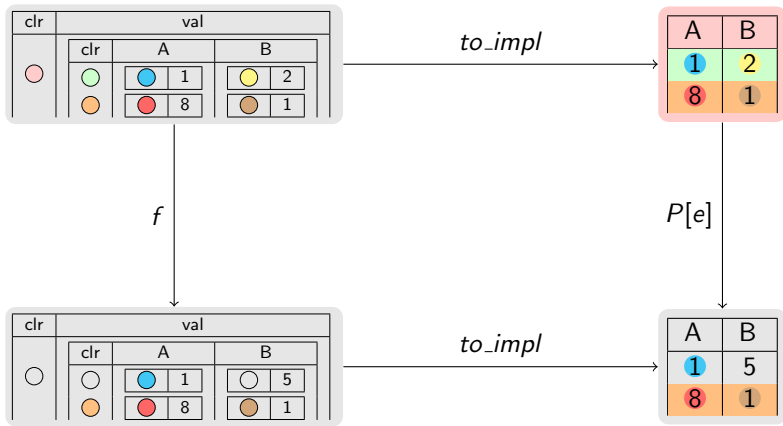 clr val
clr A B
1 2
8 1
to_impl
A B
1 2
8 1
f
P[e]
clr val
clr A B
1 5
8 1
to_impl
A B
1 5
8 1